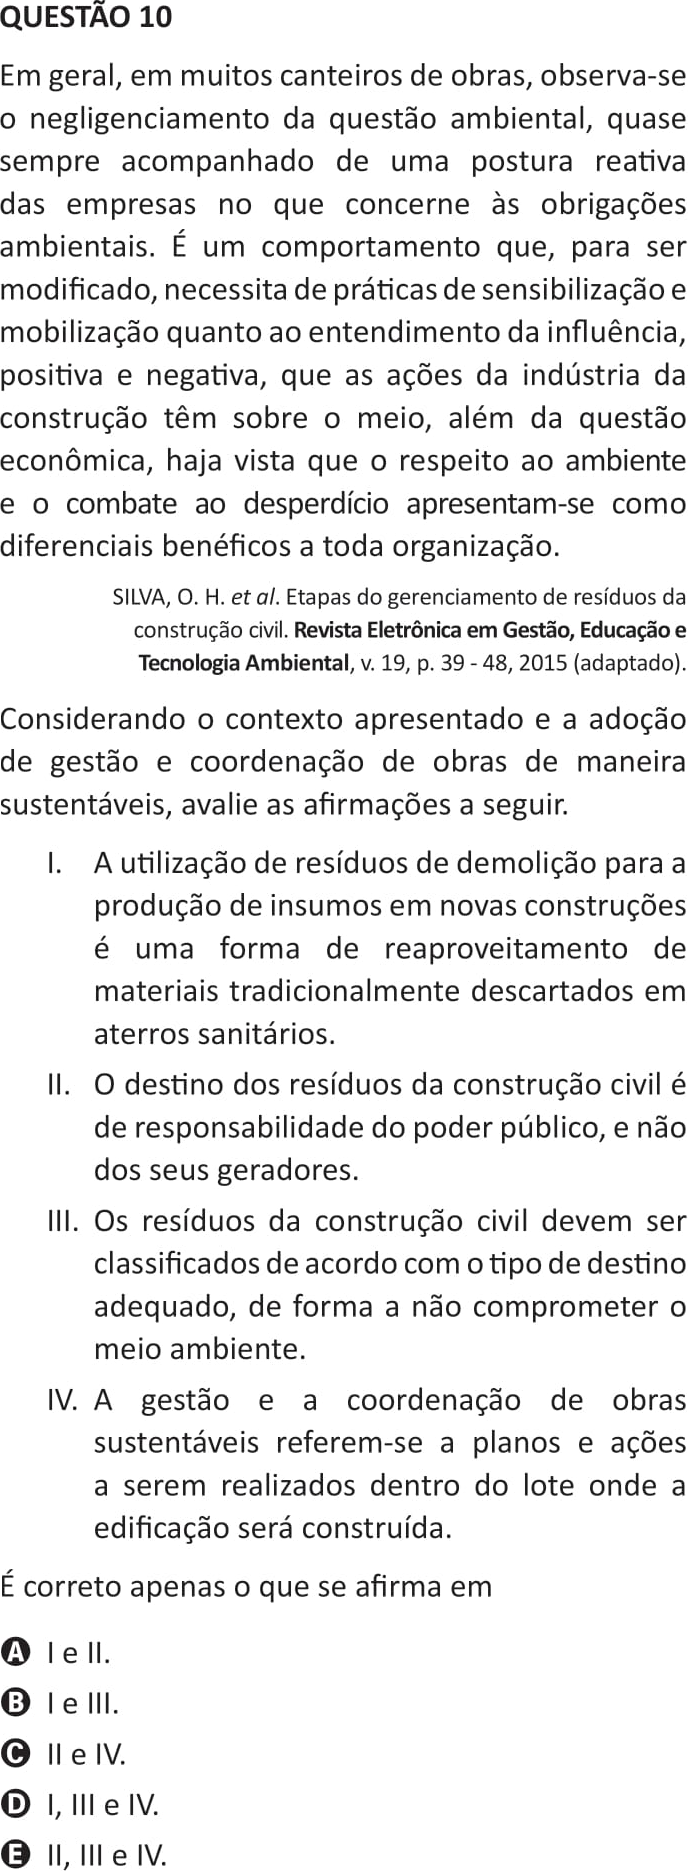 QUESTÃO 10
Em geral, em muitos canteiros de obras, observa-se
o negligenciamento da questão ambiental, quase
sempre acompanhado de uma postura reativa
das empresas no que concerne às obrigações
ambientais. É um comportamento que, para ser
modificado, necessita de práticas de sensibilização e
mobilização quanto ao entendimento da influência,
positiva e negativa, que as ações da indústria da
construção têm sobre o meio, além da questão
econômica, haja vista que o respeito ao ambiente
e o combate ao desperdício apresentam-se como
diferenciais benéficos a toda organização.
SILVA, O. H. et al. Etapas do gerenciamento de resíduos da
construção civil. Revista Eletrônica em Gestão, Educação e
Tecnologia Ambiental, v. 19, p. 39 - 48, 2015 (adaptado).
Considerando o contexto apresentado e a adoção
de gestão e coordenação de obras de maneira
sustentáveis, avalie as afirmações a seguir.
I. A utilização de resíduos de demolição para a
produção de insumos em novas construções
é uma forma de reaproveitamento de
materiais tradicionalmente descartados em
aterros sanitários.
II. O destino dos resíduos da construção civil é
de responsabilidade do poder público, e não
dos seus geradores.
III. Os resíduos da construção civil devem ser
classificados de acordo com o tipo de destino
adequado, de forma a não comprometer o
meio ambiente.
IV. A gestão e a coordenação de obras
sustentáveis referem-se a planos e ações
a serem realizados dentro do lote onde a
edificação será construída.
É correto apenas o que se afirma em
A I e II.
B I e III.
C II e IV.
D I, III e IV.
E II, III e IV.